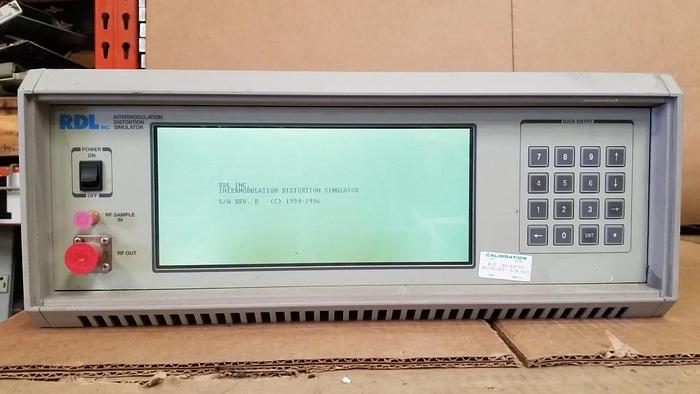 RDL INC.
INTERMODULATION
DISTORTION
SIMULATOR
POWER
ON
OFF
RF SAMPLE
IN
RF OUT
RDL INC.
INTERMODULATION DISTORTION SIMULATOR
S/W REV. D (C) 1994-1996
DATA ENTRY
7 8 9 ↑
4 5 6 ↓
1 2 3 →
← 0 ENT *
CALIBRATION